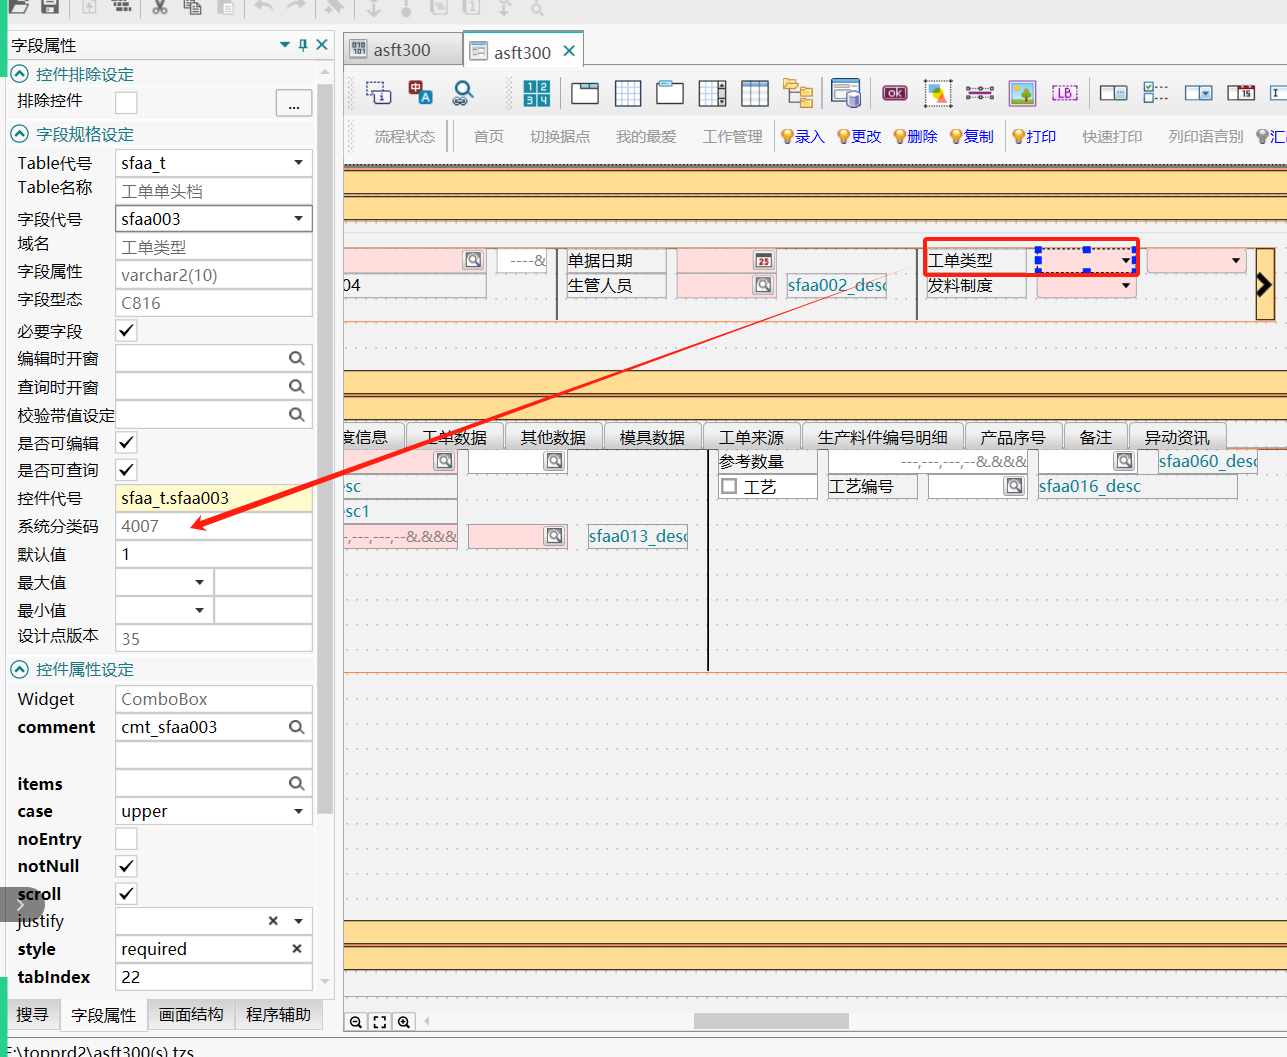 字段属性
控件排除设定
排除控件
...
字段规格设定
Table代号 sfaa_t
Table名称 工单单头档
字段代号 sfaa003
域名 工单类型
字段属性 varchar2(10)
字段型态 C816
必要字段
编辑时开窗
查询时开窗
校验带值设定
是否可编辑
是否可查询
控件代号 sfaa_t.sfaa003
系统分类码 4007
默认值 1
最大值
最小值
设计点版本 35
控件属性设定
Widget ComboBox
comment cmt_sfaa003
items
case upper
noEntry
notNull
scroll
justify
style required
tabIndex 22
搜寻 字段属性 画面结构 程序辅助
asft300 asft300
流程状态 首页 切换据点 我的最爱 工作管理 录入 更改 删除 复制 打印 快速打印 列印语言别 汇
----& 单据日期 工单类型
04 生管人员 sfaa002_desc 发料制度
度信息 工单数据 其他数据 模具数据 工单来源 生产料件编号明细 产品序号 备注 异动资讯
参考数量 ---,---,---,--&.&&& sfaa060_desc
esc 工艺 工艺编号 sfaa016_desc
esc1
-,---,---,--&.&&& sfaa013_desc
E:\topprd2\asft300(s).tzs